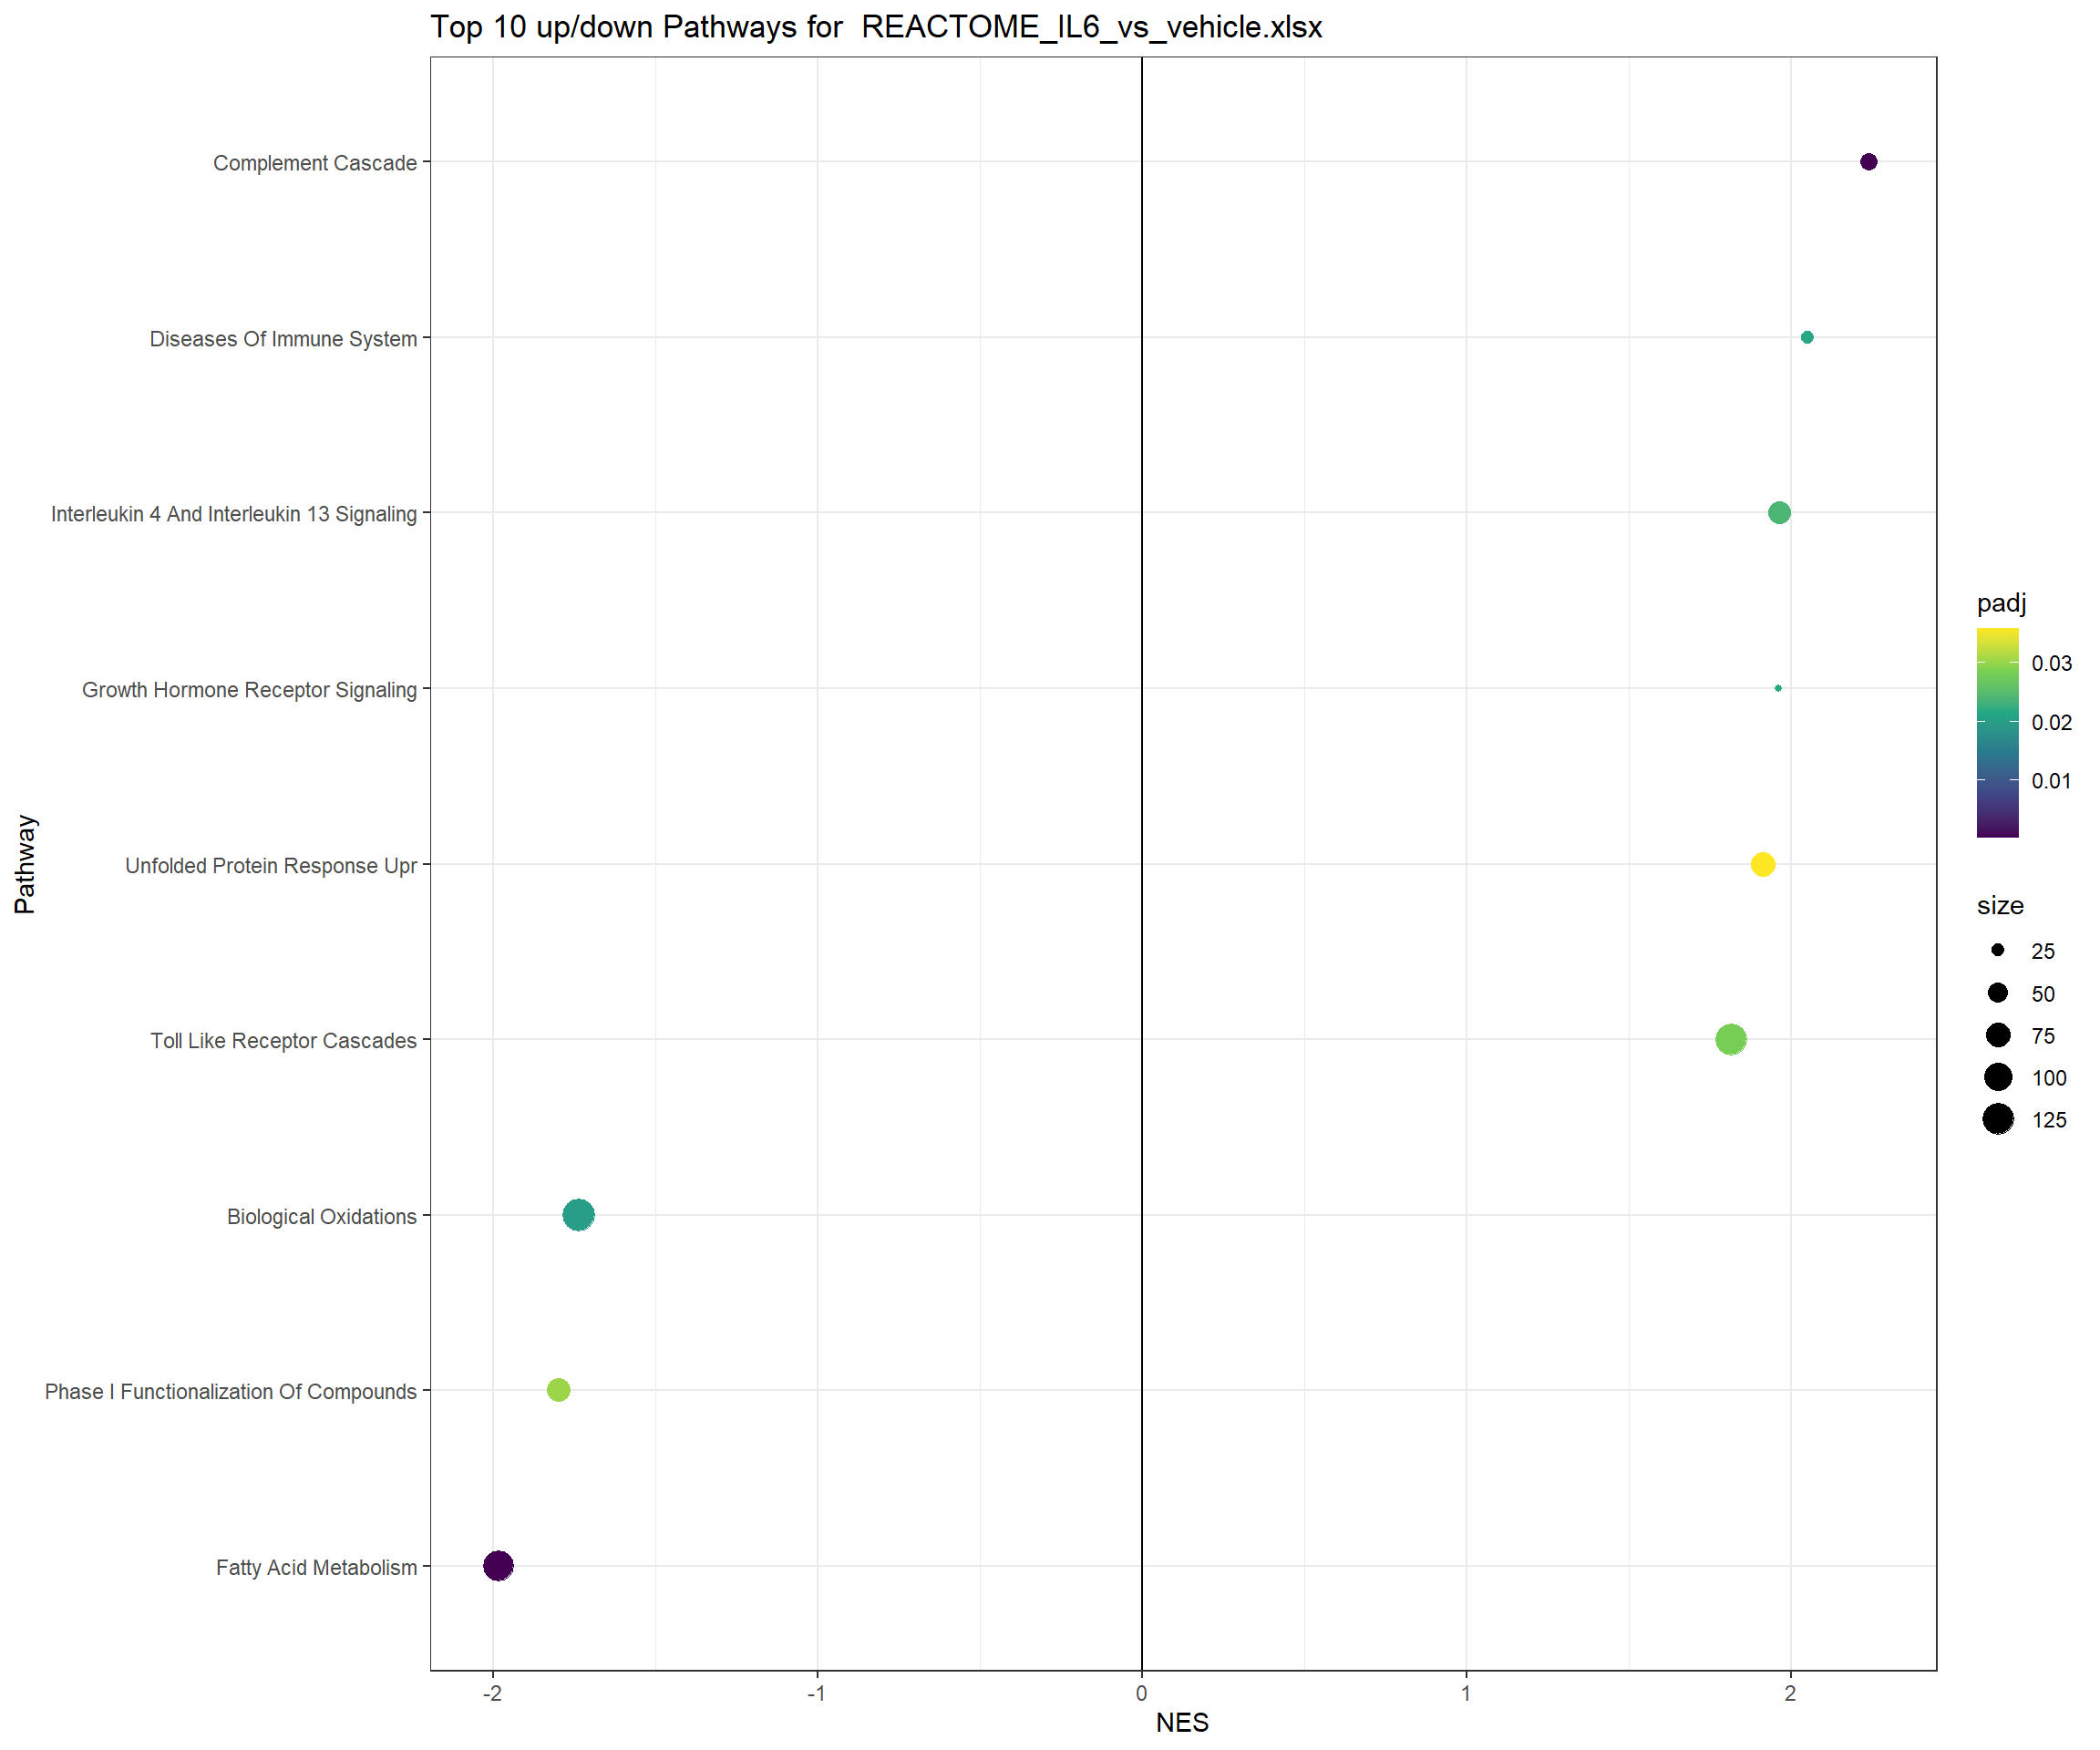 Top 10 up/down Pathways for  REACTOME_IL6_vs_vehicle.xlsx
Pathway
Complement Cascade
Diseases Of Immune System
Interleukin 4 And Interleukin 13 Signaling
Growth Hormone Receptor Signaling
Unfolded Protein Response Upr
Toll Like Receptor Cascades
Biological Oxidations
Phase I Functionalization Of Compounds
Fatty Acid Metabolism
-2
-1
0
1
2
NES
padj
0.03
0.02
0.01
size
25
50
75
100
125